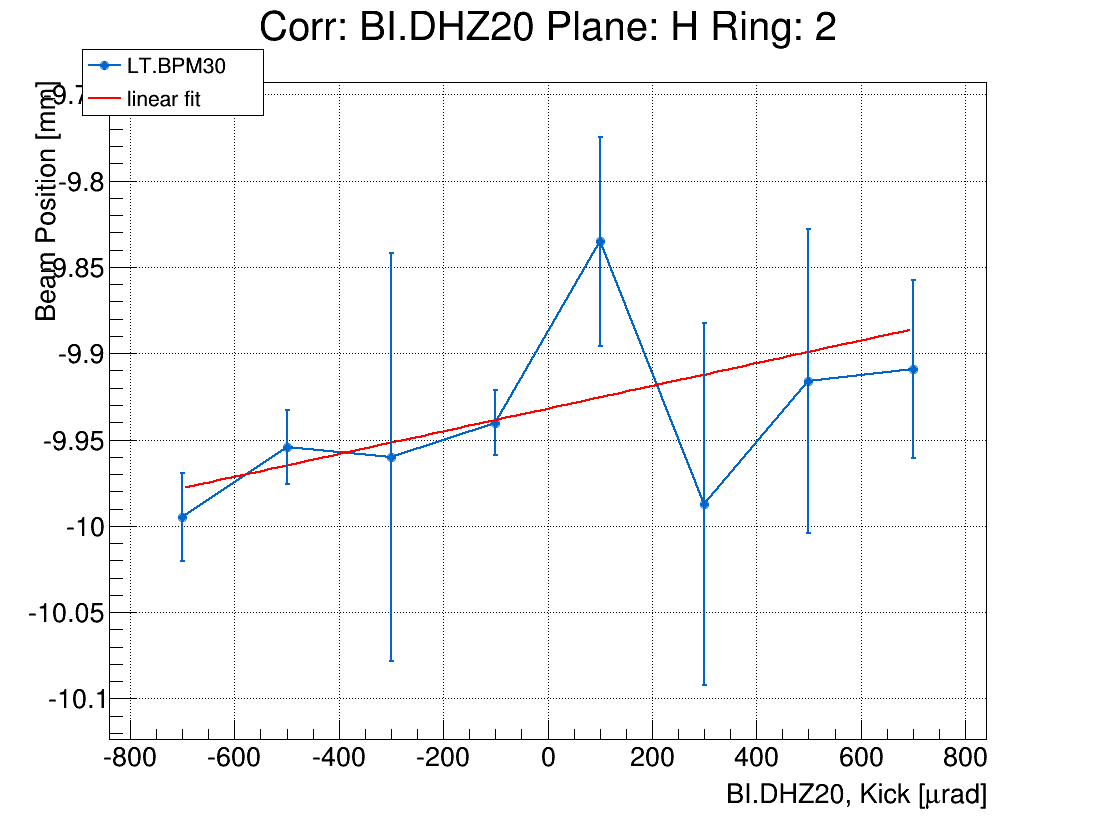 Corr: BI.DHZ20 Plane: H Ring: 2
LT.BPM30
linear fit
Beam Position [mm]
-9.8
-9.85
-9.9
-9.95
-10
-10.05
-10.1
-800 -600 -400 -200 0 200 400 600 800
BI.DHZ20, Kick [μrad]